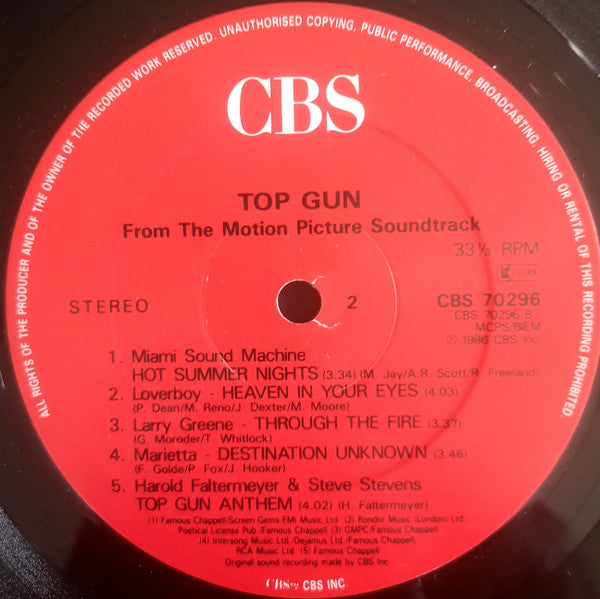 ALL RIGHTS OF THE PRODUCER AND OF THE OWNER OF THE RECORDED WORK RESERVED. UNAUTHORISED COPYING, PUBLIC PERFORMANCE, BROADCASTING, HIRING OR RENTAL OF THIS RECORDING PROHIBITED
CBS
TOP GUN
From The Motion Picture Soundtrack
33⅓ RPM
0149
STEREO
2
CBS 70296
CBS 70296 B
MCPS/BIEM
℗ 1986 CBS Inc.
1. Miami Sound Machine
HOT SUMMER NIGHTS (3.34) (M. Jay/A.R. Scott/R. Freeland)
2. Loverboy - HEAVEN IN YOUR EYES (4.03)
(P. Dean/M. Reno/J. Dexter/M. Moore)
3. Larry Greene - THROUGH THE FIRE (3.37)
(G. Moroder/T. Whitlock)
4. Marietta - DESTINATION UNKNOWN (3.46)
(F. Golde/P. Fox/J. Hooker)
5. Harold Faltermeyer & Steve Stevens
TOP GUN ANTHEM (4.02) (H. Faltermeyer)
(1) Famous Chappell/Screen Gems-EMI Music Ltd (2) Rondor Music (London) Ltd.
Poetical License Pub./Famous Chappell (3) GMPC/Famous Chappell
(4) Intersong Music Ltd./Dejamus Ltd./Famous Chappell
RCA Music Ltd (5) Famous Chappell
Original sound recording made by CBS Inc
CBS CBS INC.